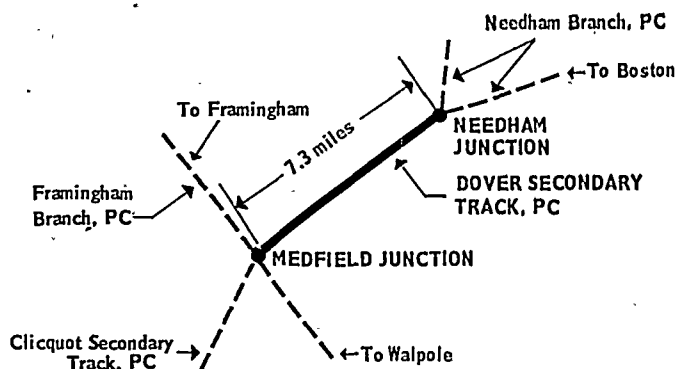 Needham Branch, PC
To Boston
To Framingham
NEEDHAM
JUNCTION
7.3 miles
Framingham
Branch, PC
DOVER SECONDARY
TRACK, PC
MEDFIELD JUNCTION
Clicquot Secondary
Track, PC
To Walpole